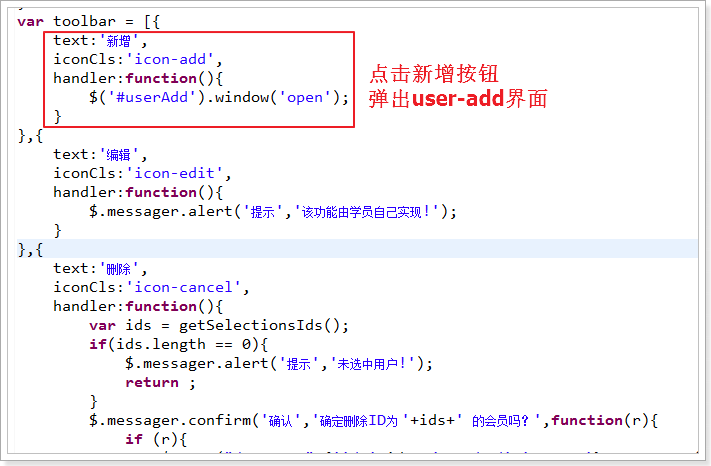 var toolbar = [{
    text:'新增',
    iconCls:'icon-add',
    handler:function(){
        $('#userAdd').window('open');
    }
点击新增按钮
弹出user-add界面
},{
    text:'编辑',
    iconCls:'icon-edit',
    handler:function(){
        $.messager.alert('提示','该功能由学员自己实现!');
    }
},{
    text:'删除',
    iconCls:'icon-cancel',
    handler:function(){
        var ids = getSelectionsIds();
        if(ids.length == 0){
            $.messager.alert('提示','未选中用户!');
            return ;
        }
        $.messager.confirm('确认','确定删除ID为 '+ids+' 的会员吗？',function(r){
            if (r){